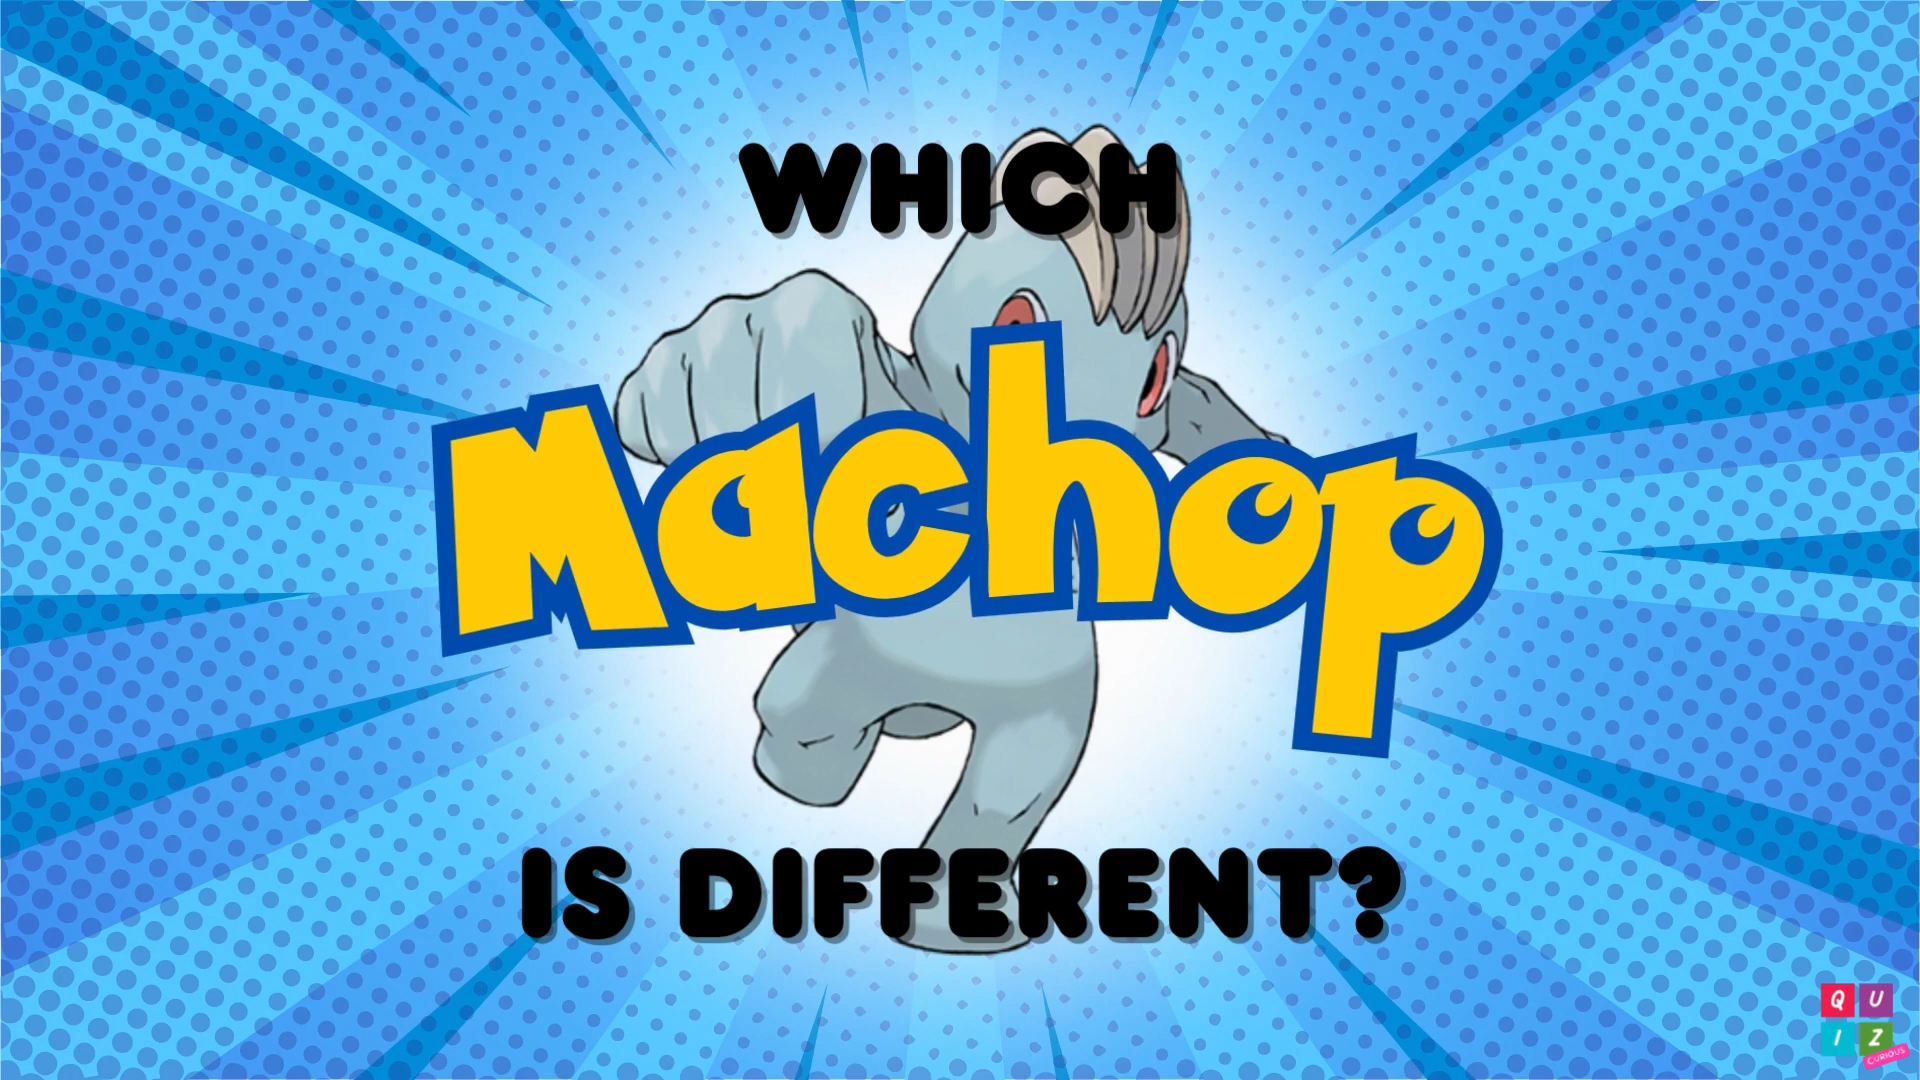 WHICH
Machop
IS DIFFERENT?
Q U
I Z
CURIOUS